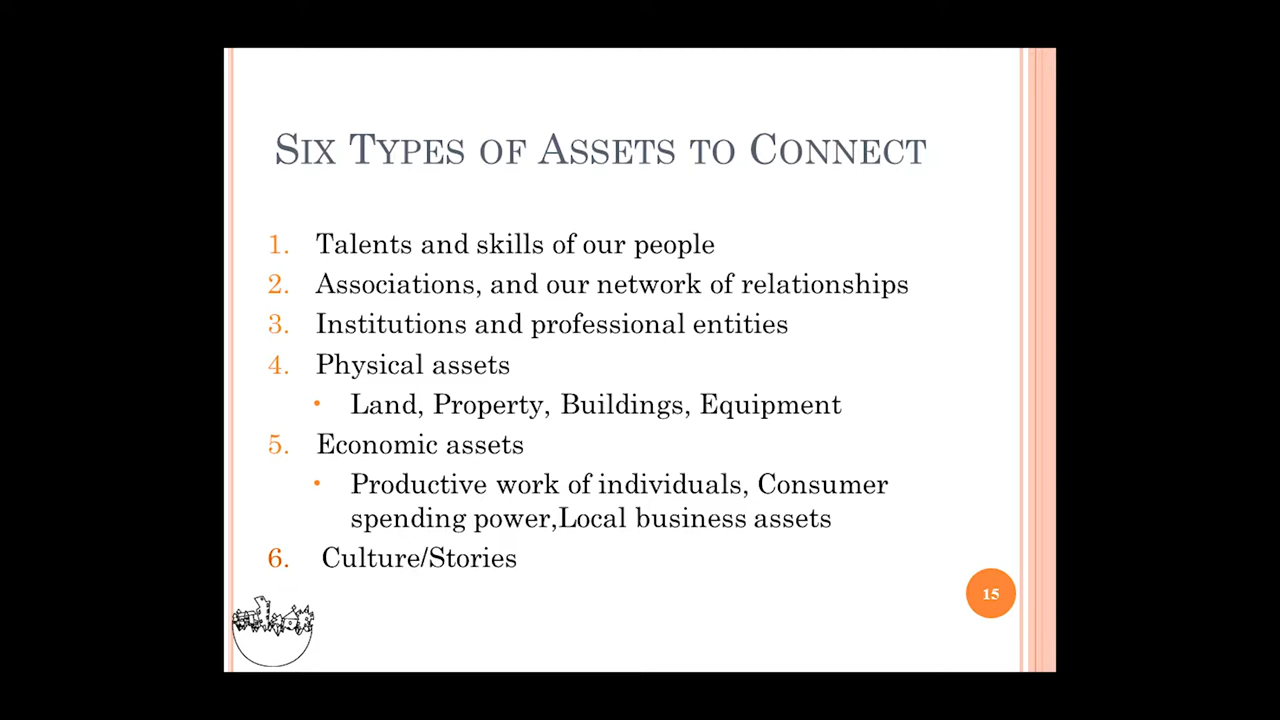 SIX TYPES OF ASSETS TO CONNECT
1. Talents and skills of our people
2. Associations, and our network of relationships
3. Institutions and professional entities
4. Physical assets
• Land, Property, Buildings, Equipment
5. Economic assets
• Productive work of individuals, Consumer
spending power,Local business assets
6. Culture/Stories
15